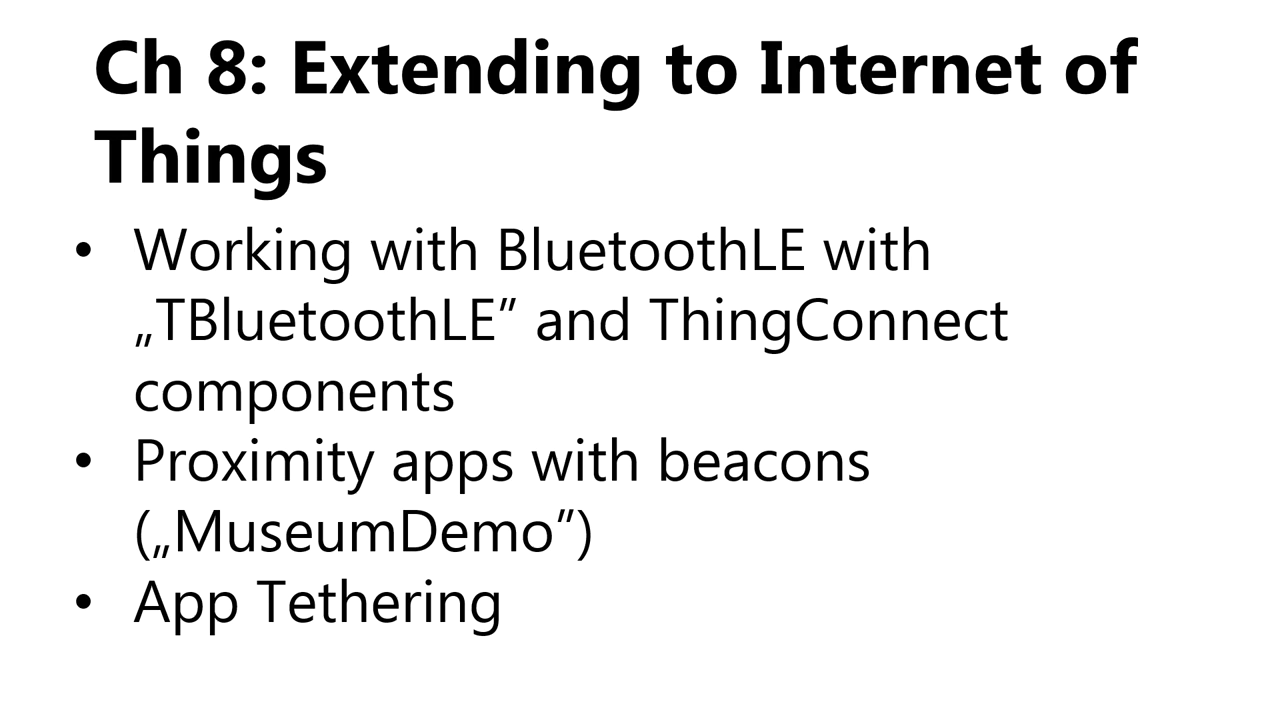 Ch 8: Extending to Internet of
Things
• Working with BluetoothLE with
„TBluetoothLE” and ThingConnect
components
• Proximity apps with beacons
(„MuseumDemo”)
• App Tethering